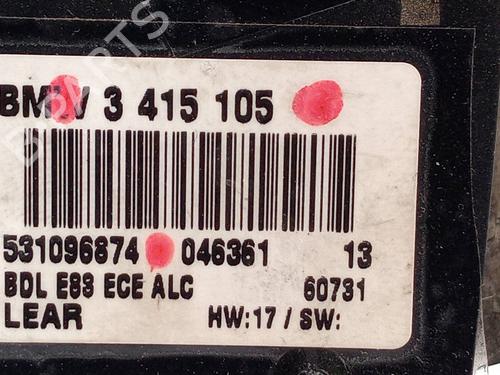 BMW 3 415 105
531096874 046361 13
BDL E83 ECE ALC 60731
LEAR HW:17 / SW: